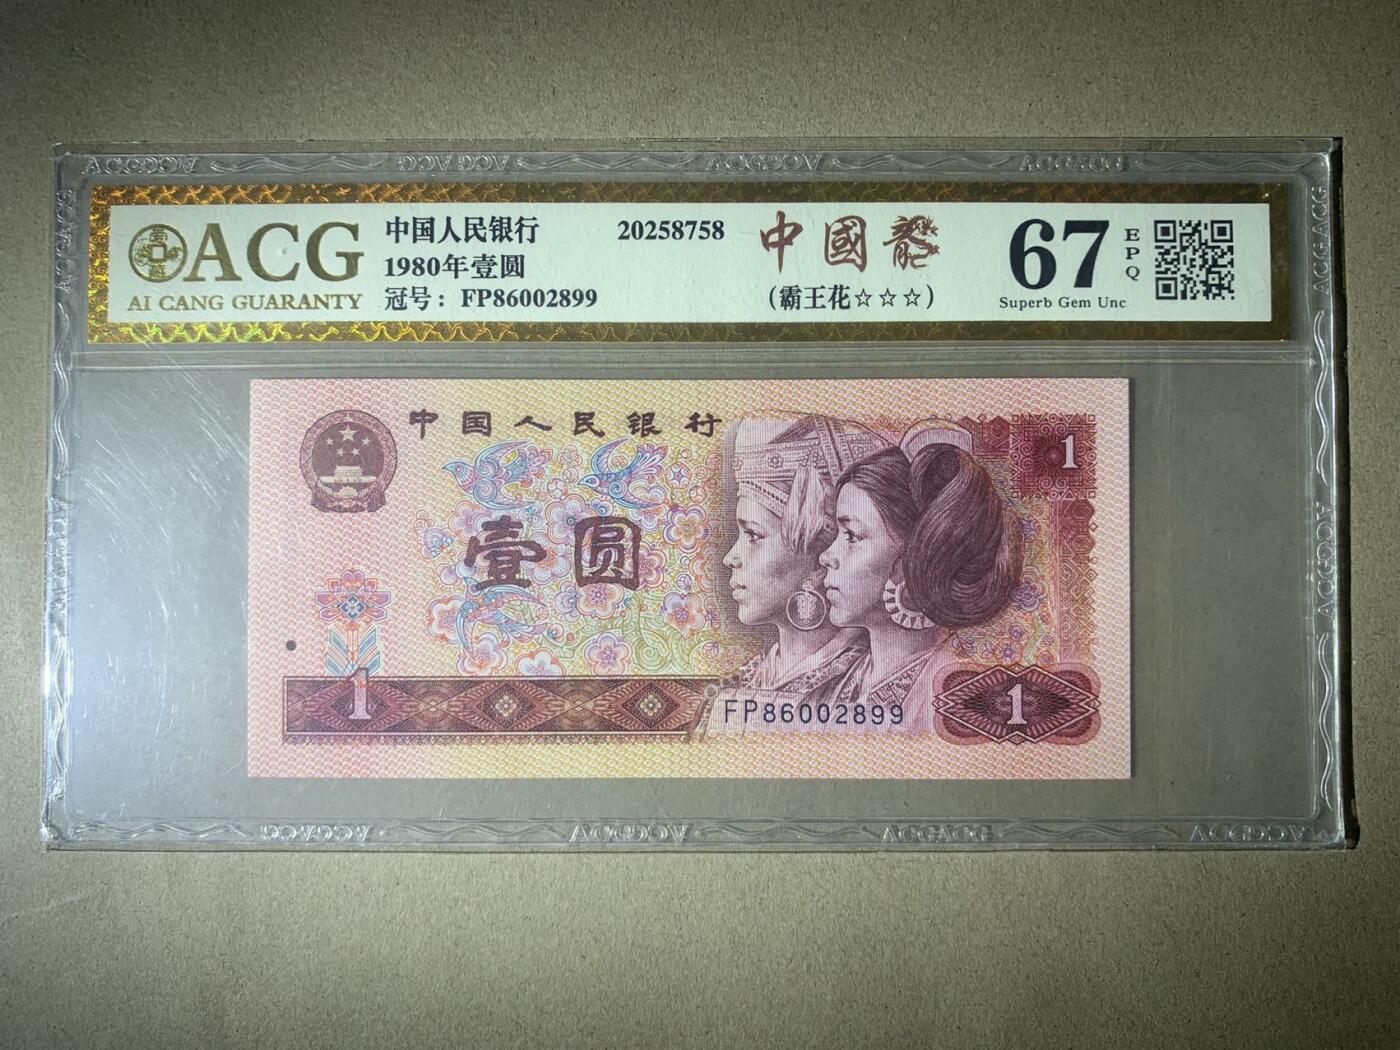 ACG
AI CANG GUARANTY
中国人民银行
1980年壹圆
冠号：FP86002899
20258758
中國龍
（霸王花☆☆☆）
67
EPQ
Superb Gem Unc
中国人民银行
1
壹圆
1
FP86002899
1